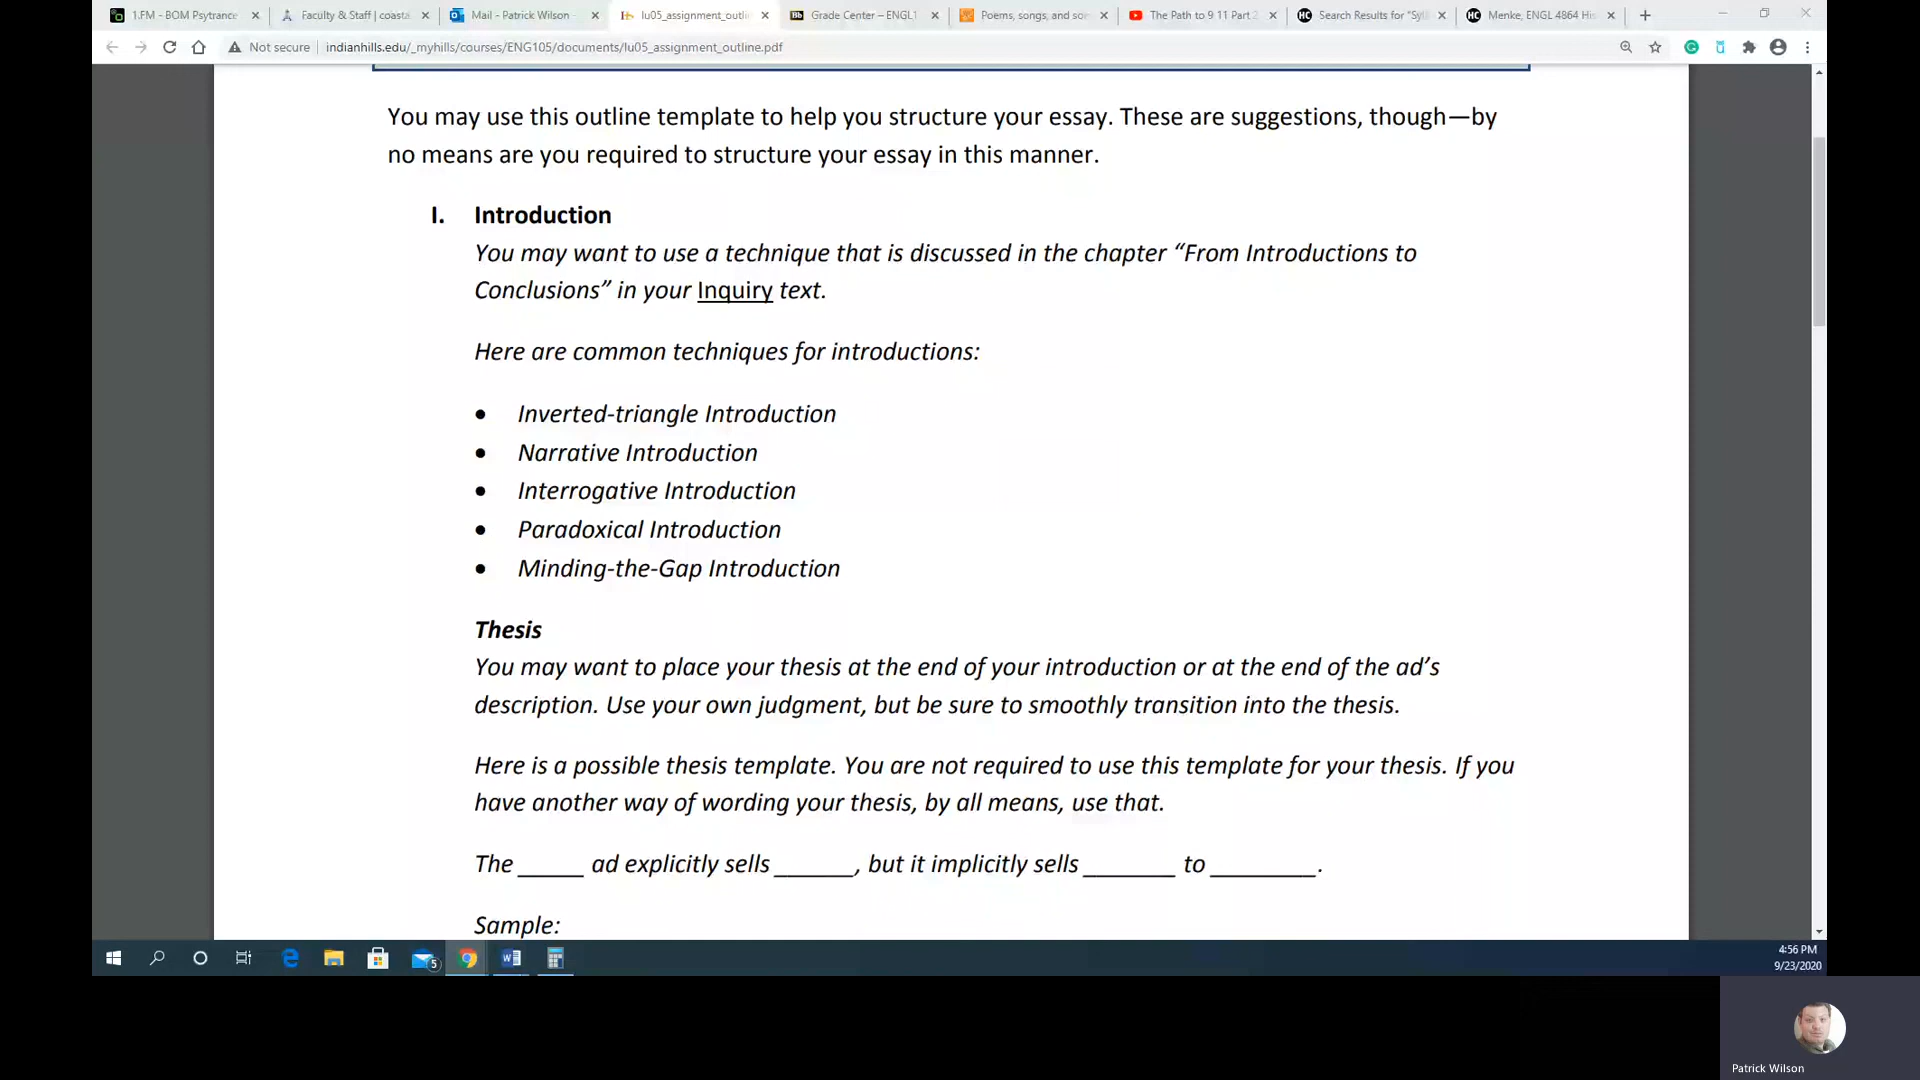 1.FM - BOM Psytrance
Faculty & Staff | coasta
Mail - Patrick Wilson -
lu05_assignment_outli
Grade Center – ENGL1
Poems, songs, and so
The Path to 9 11 Part 2
Search Results for "Syl
Menke, ENGL 4864 His
Not secure | indianhills.edu/_myhills/courses/ENG105/documents/lu05_assignment_outline.pdf
You may use this outline template to help you structure your essay. These are suggestions, though—by
no means are you required to structure your essay in this manner.
I. Introduction
You may want to use a technique that is discussed in the chapter “From Introductions to
Conclusions” in your Inquiry text.
Here are common techniques for introductions:
• Inverted-triangle Introduction
• Narrative Introduction
• Interrogative Introduction
• Paradoxical Introduction
• Minding-the-Gap Introduction
Thesis
You may want to place your thesis at the end of your introduction or at the end of the ad’s
description. Use your own judgment, but be sure to smoothly transition into the thesis.
Here is a possible thesis template. You are not required to use this template for your thesis. If you
have another way of wording your thesis, by all means, use that.
The _____ ad explicitly sells ______, but it implicitly sells _______ to ________.
Sample:
5
4:56 PM
9/23/2020
Patrick Wilson